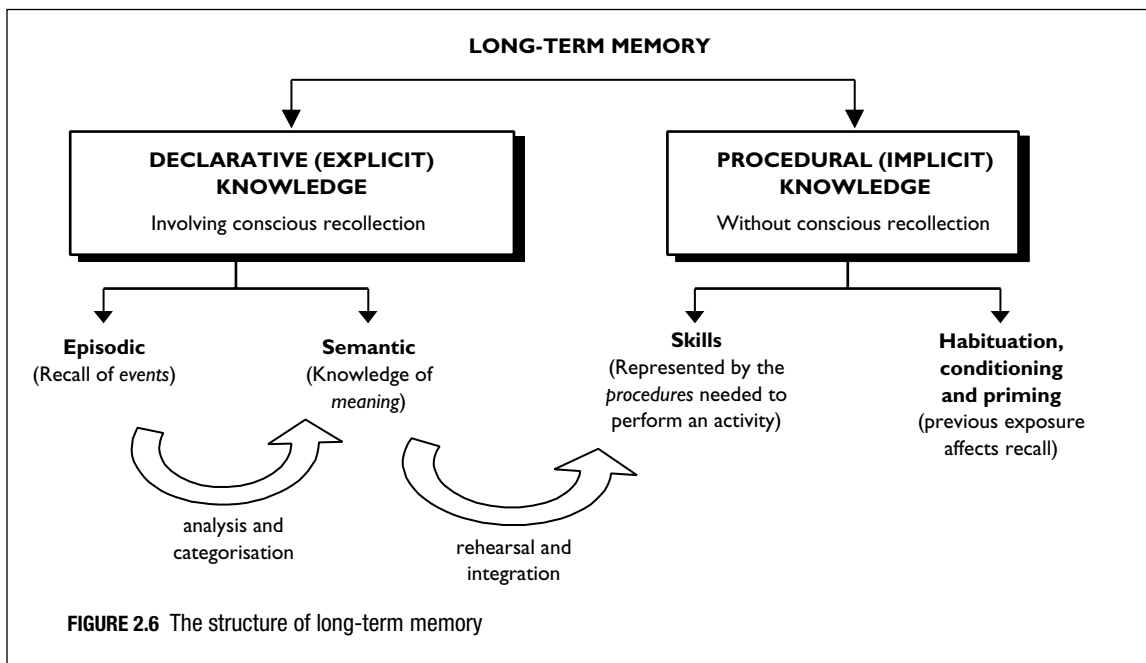 LONG-TERM MEMORY
DECLARATIVE (EXPLICIT)
KNOWLEDGE
Involving conscious recollection
PROCEDURAL (IMPLICIT)
KNOWLEDGE
Without conscious recollection
Episodic
(Recall of events)
Semantic
(Knowledge of
meaning)
Skills
(Represented by the
procedures needed to
perform an activity)
Habituation,
conditioning
and priming
(previous exposure
affects recall)
analysis and
categorisation
rehearsal and
integration
FIGURE 2.6 The structure of long-term memory